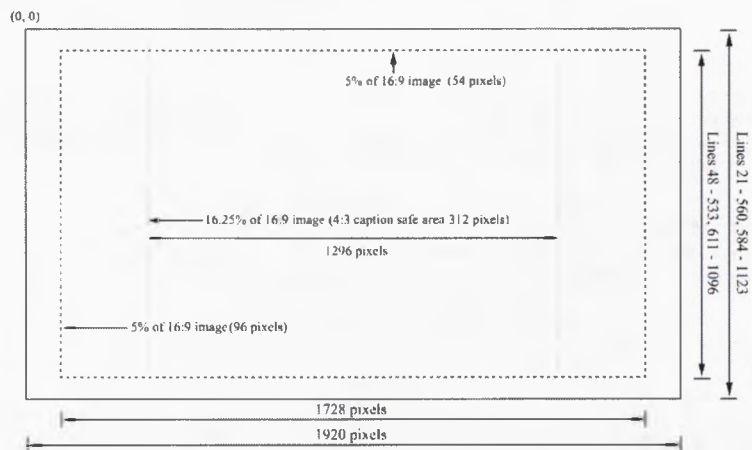 (0, 0)
5% of 16:9 image (54 pixels)
16.25% of 16:9 image (4:3 caption safe area 312 pixels)
1296 pixels
5% of 16:9 image(96 pixels)
1728 pixels
1920 pixels
Lines 48 - 533, 611 - 1096
Lines 21 - 560, 584 - 1123